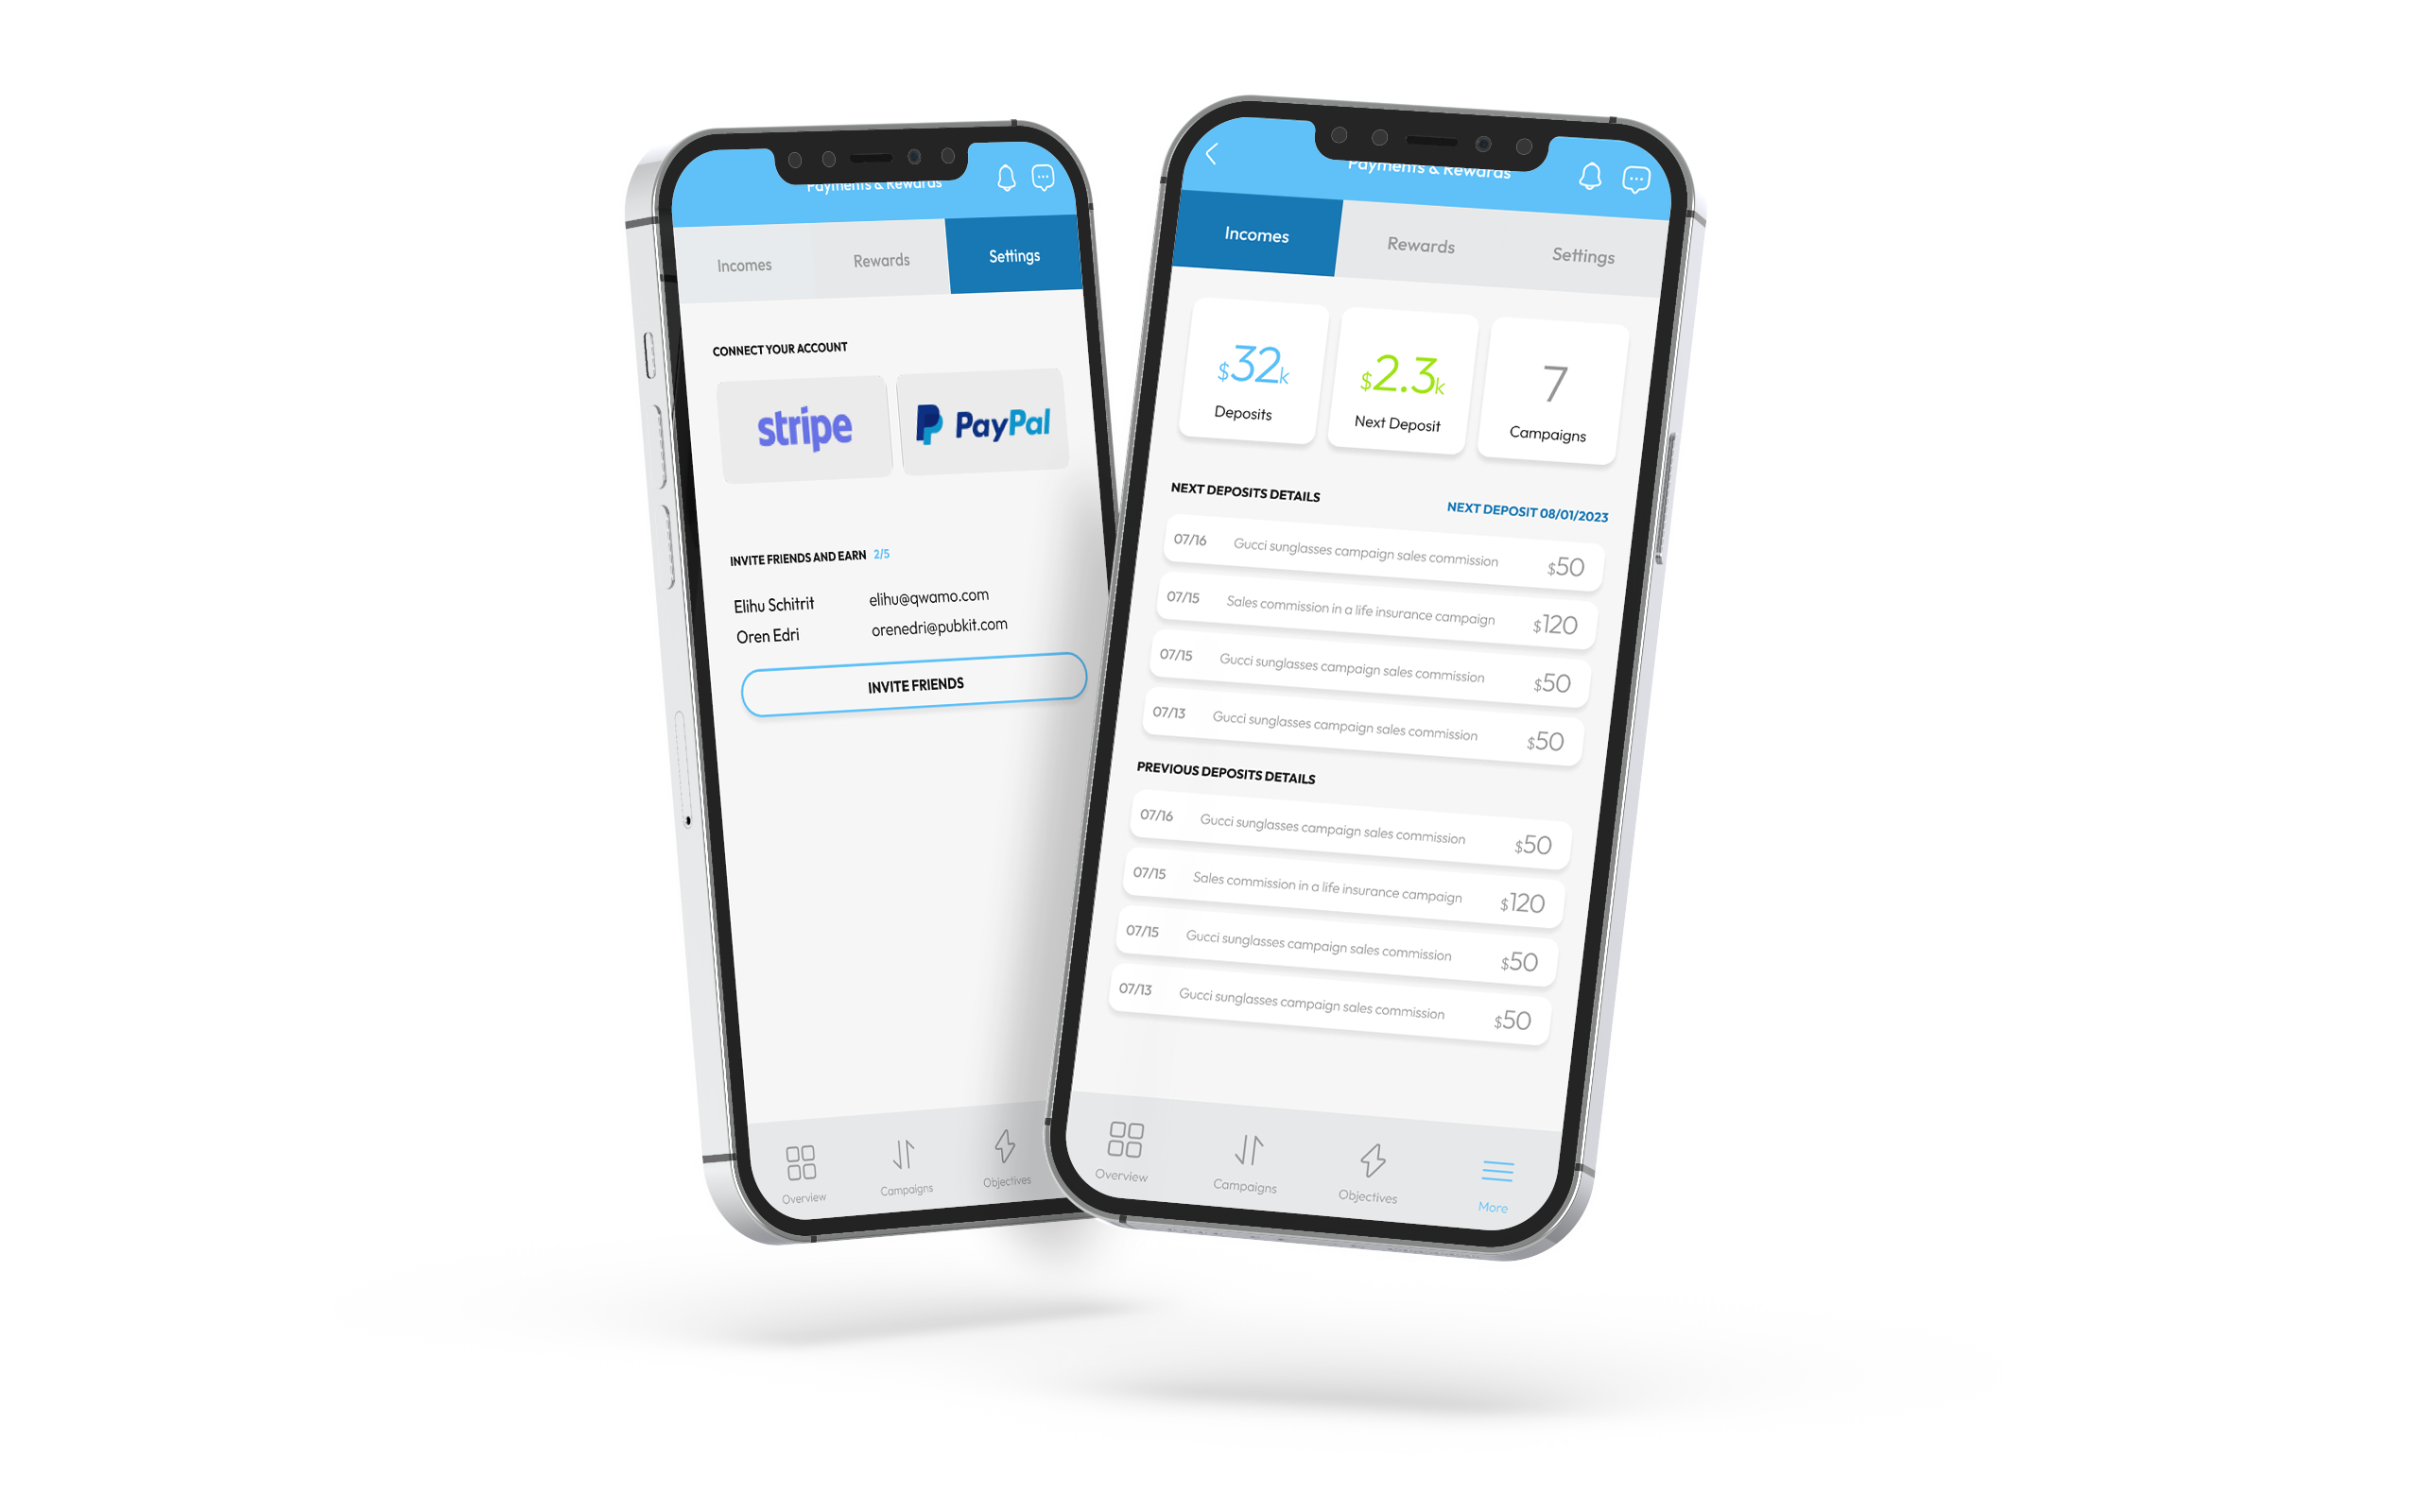 Payments & Rewards
Incomes
Rewards
Settings
CONNECT YOUR ACCOUNT
stripe
PayPal
INVITE FRIENDS AND EARN 2/5
Elihu Schitrit elihu@qwamo.com
Oren Edri orenedri@pubkit.com
INVITE FRIENDS
Overview
Campaigns
Objectives
Payments & Rewards
Incomes
Rewards
Settings
$32k
Deposits
$2.3k
Next Deposit
7
Campaigns
NEXT DEPOSITS DETAILS
NEXT DEPOSIT 08/01/2023
07/16 Gucci sunglasses campaign sales commission $50
07/15 Sales commission in a life insurance campaign $120
07/15 Gucci sunglasses campaign sales commission $50
07/13 Gucci sunglasses campaign sales commission $50
PREVIOUS DEPOSITS DETAILS
07/16 Gucci sunglasses campaign sales commission $50
07/15 Sales commission in a life insurance campaign $120
07/15 Gucci sunglasses campaign sales commission $50
07/13 Gucci sunglasses campaign sales commission $50
Overview
Campaigns
Objectives
More